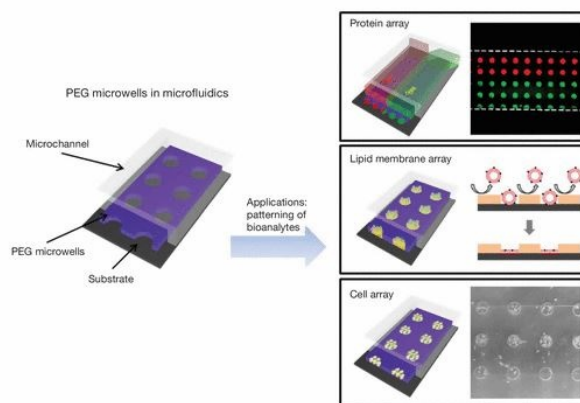 PEG microwells in microfluidics
Microchannel
PEG microwells
Substrate
Applications:
patterning of
bioanalytes
Protein array
Lipid membrane array
Cell array